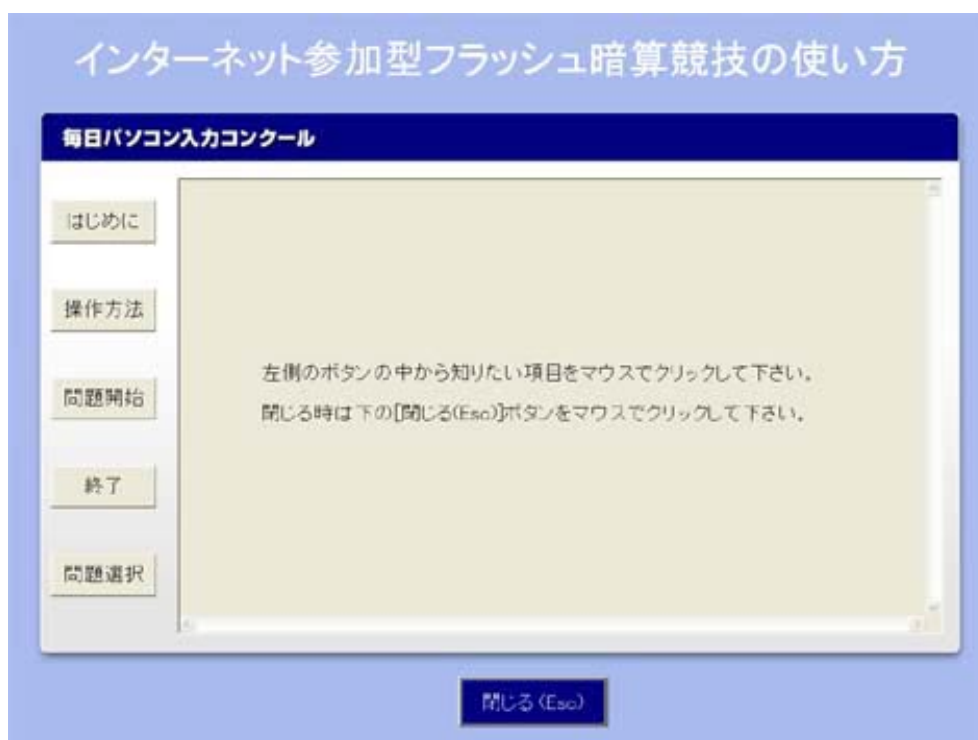 インターネット参加型フラッシュ暗算競技の使い方
毎日パソコン入力コンクール
はじめに
操作方法
問題開始
終了
問題選択
左側のボタンの中から知りたい項目をマウスでクリックして下さい。
閉じる時は下の[閉じる(Esc)]ボタンをマウスでクリックして下さい。
閉じる(Esc)